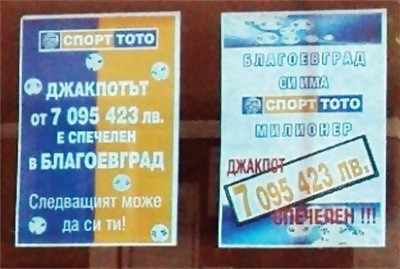 СПОРТ ТОТО
ДЖАКПОТЪТ
от 7 095 423 лв.
Е СПЕЧЕЛЕН
в БЛАГОЕВГРАД
Следващият може
да си ти!
БЛАГОЕВГРАД
СИ ИМА
СПОРТ ТОТО
МИЛИОНЕР
ДЖАКПОТ
7 095 423 ЛВ.
СПЕЧЕЛЕН !!!